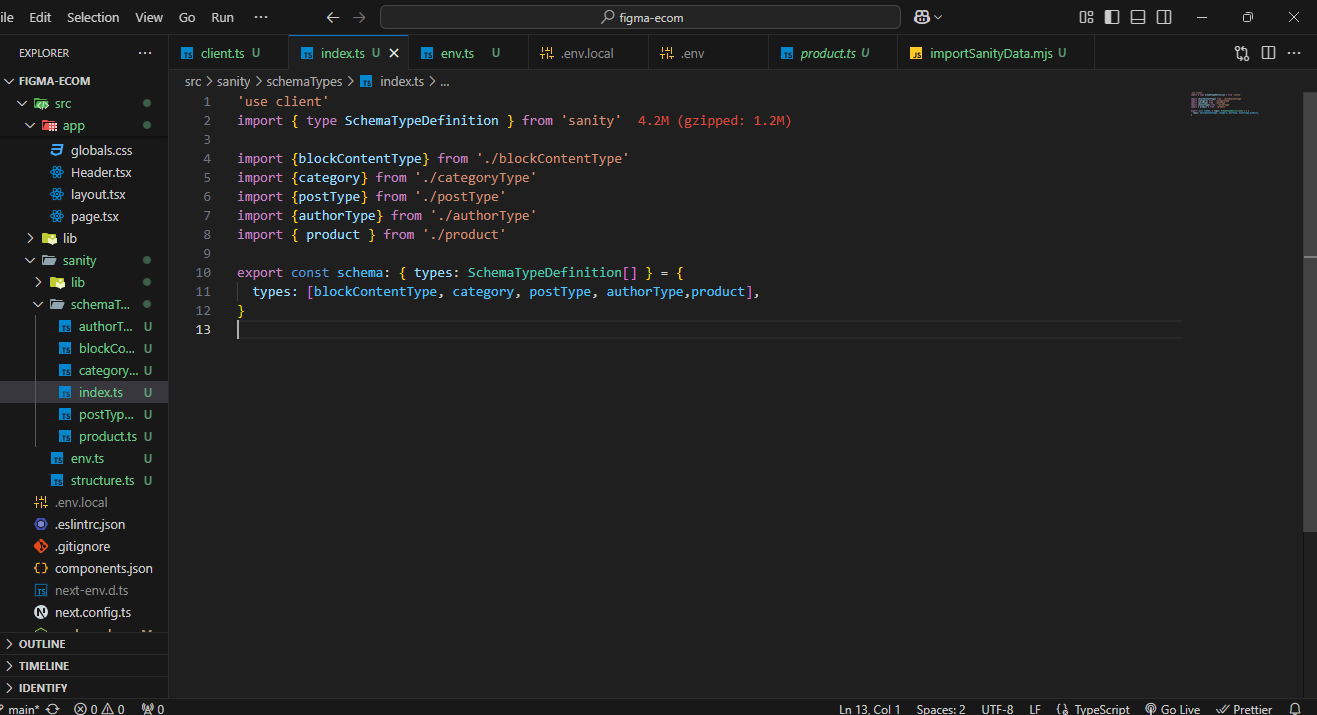 ile Edit Selection View Go Run ··· figma-ecom
EXPLORER ···
FIGMA-ECOM
src
app
globals.css
Header.tsx
layout.tsx
page.tsx
lib
sanity
lib
schemaT...
authorT... U
blockCo... U
category... U
index.ts U
postTyp... U
product.ts U
env.ts U
structure.ts U
.env.local
.eslintrc.json
.gitignore
components.json
next-env.d.ts
next.config.ts
OUTLINE
TIMELINE
IDENTIFY
client.ts U index.ts U env.ts U .env.local .env product.ts U importSanityData.mjs U ···
src > sanity > schemaTypes > index.ts > ...
1 'use client'
2 import { type SchemaTypeDefinition } from 'sanity' 4.2M (gzipped: 1.2M)
3
4 import {blockContentType} from './blockContentType'
5 import {category} from './categoryType'
6 import {postType} from './postType'
7 import {authorType} from './authorType'
8 import { product } from './product'
9
10 export const schema: { types: SchemaTypeDefinition[] } = {
11 types: [blockContentType, category, postType, authorType,product],
12 }
13
main* 0 0 0 Ln 13, Col 1 Spaces: 2 UTF-8 LF TypeScript Go Live Prettier